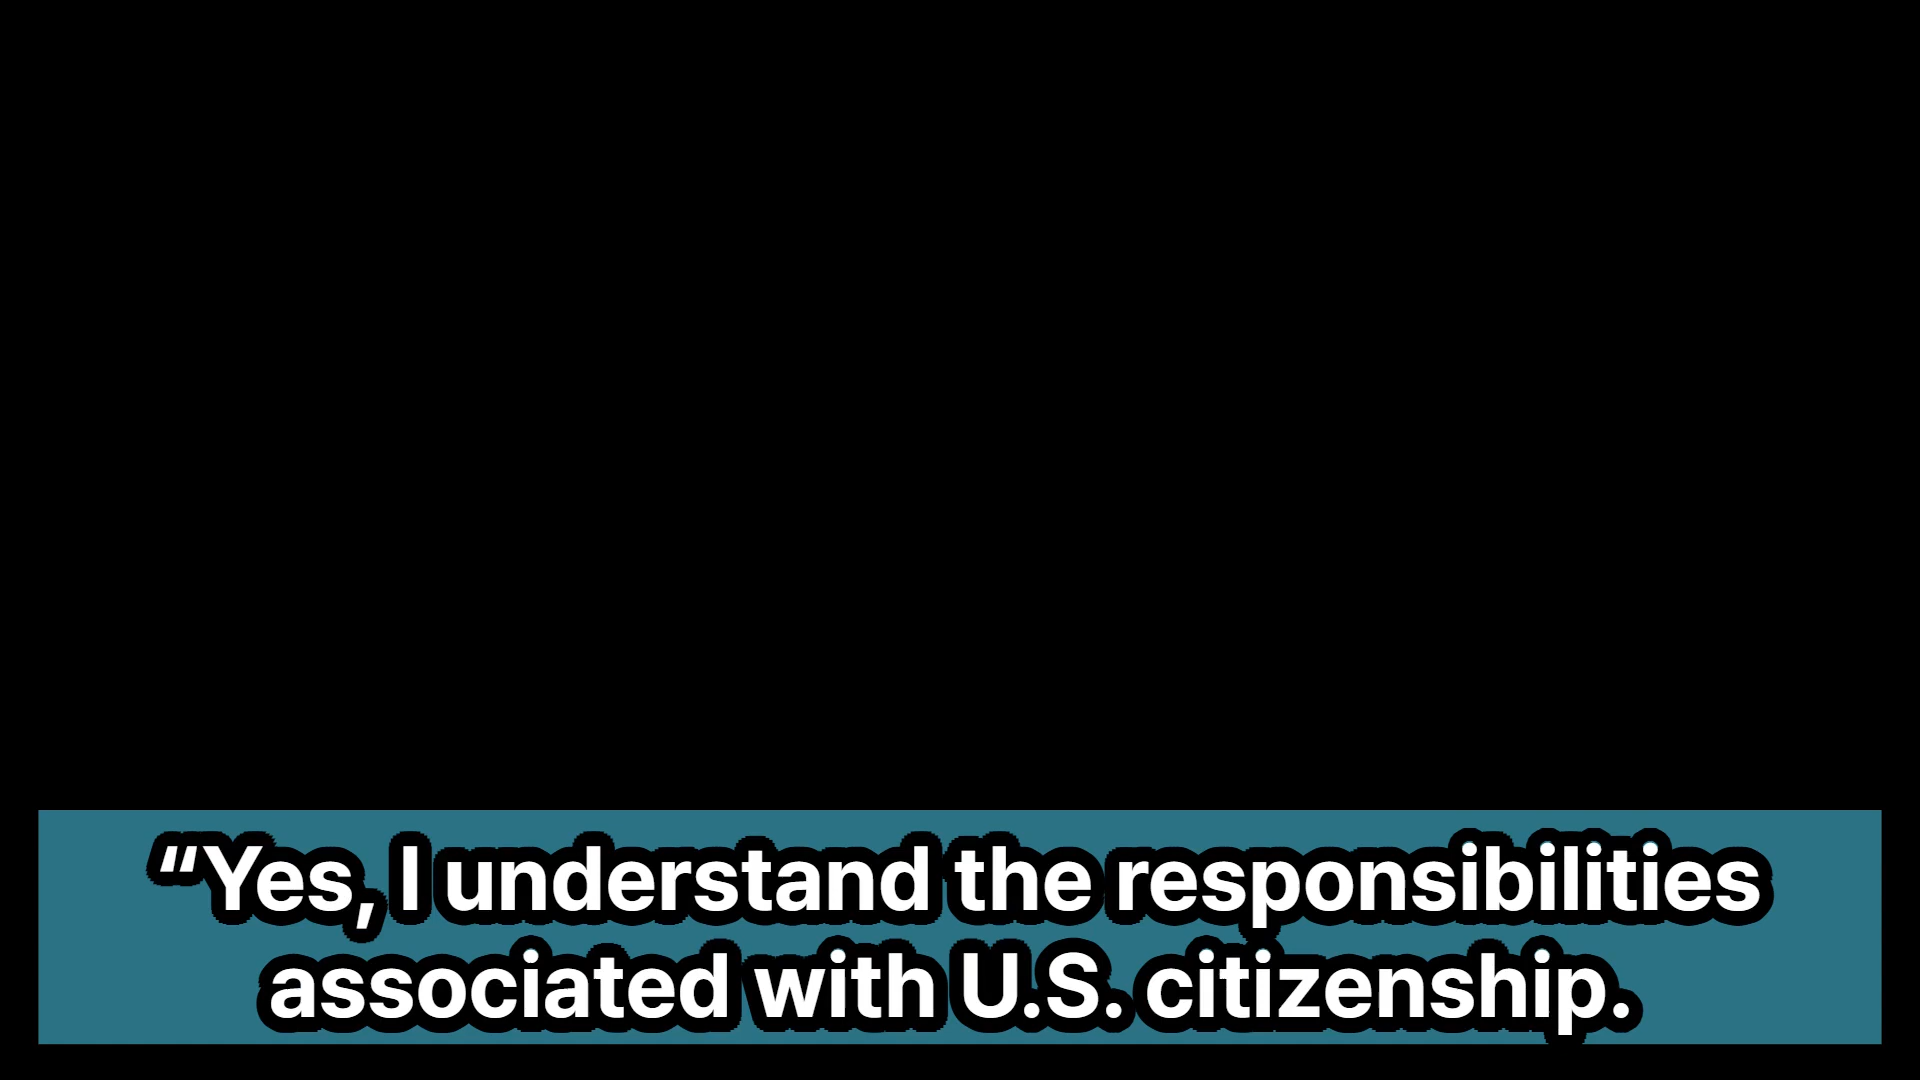 “Yes, I understand the responsibilities
associated with U.S. citizenship.